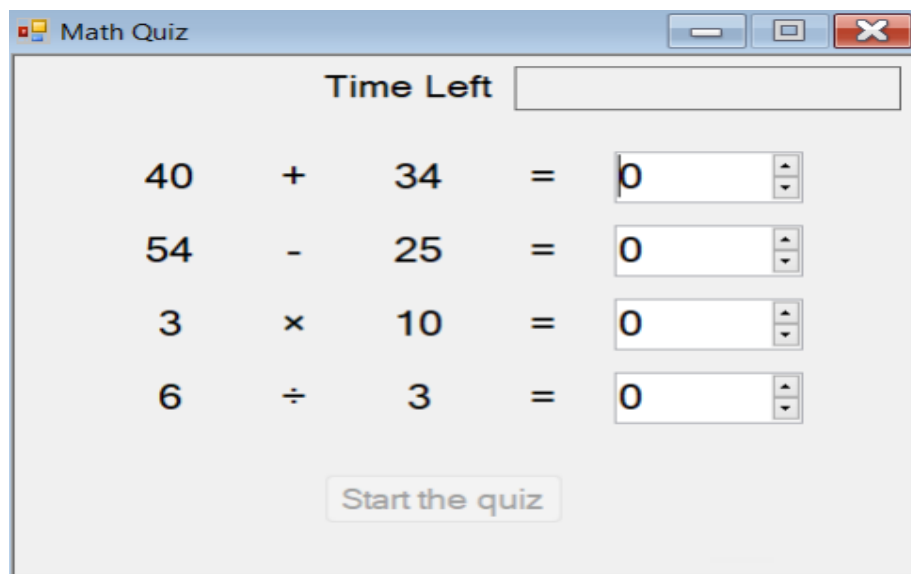 Math Quiz
Time Left
40 + 34 = 0
54 - 25 = 0
3 × 10 = 0
6 ÷ 3 = 0
Start the quiz